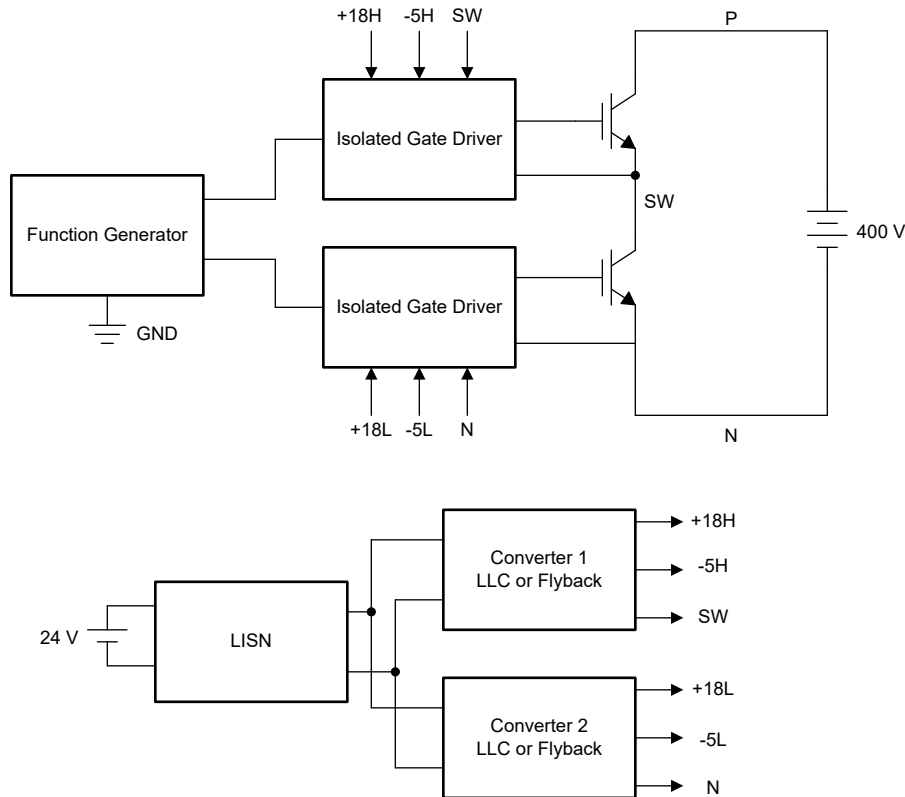 +18H -5H SW
P
Isolated Gate Driver
SW
Function Generator
400 V
GND
Isolated Gate Driver
+18L -5L N
N
+18H
Converter 1
LLC or Flyback
-5H
SW
24 V
LISN
+18L
Converter 2
LLC or Flyback
-5L
N